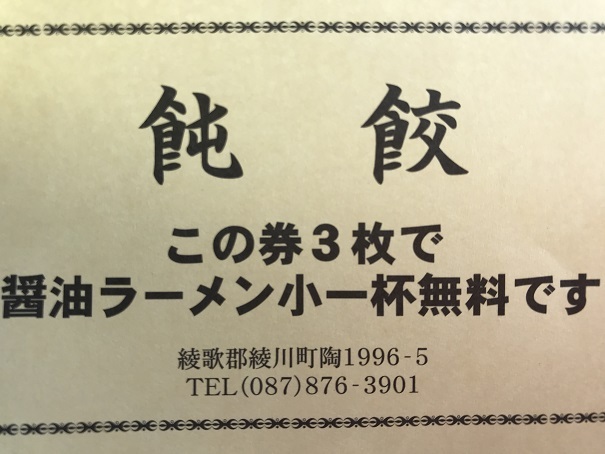 飩 餃
この券3枚で
醤油ラーメン小一杯無料です
綾歌郡綾川町陶1996-5
TEL(087)876-3901